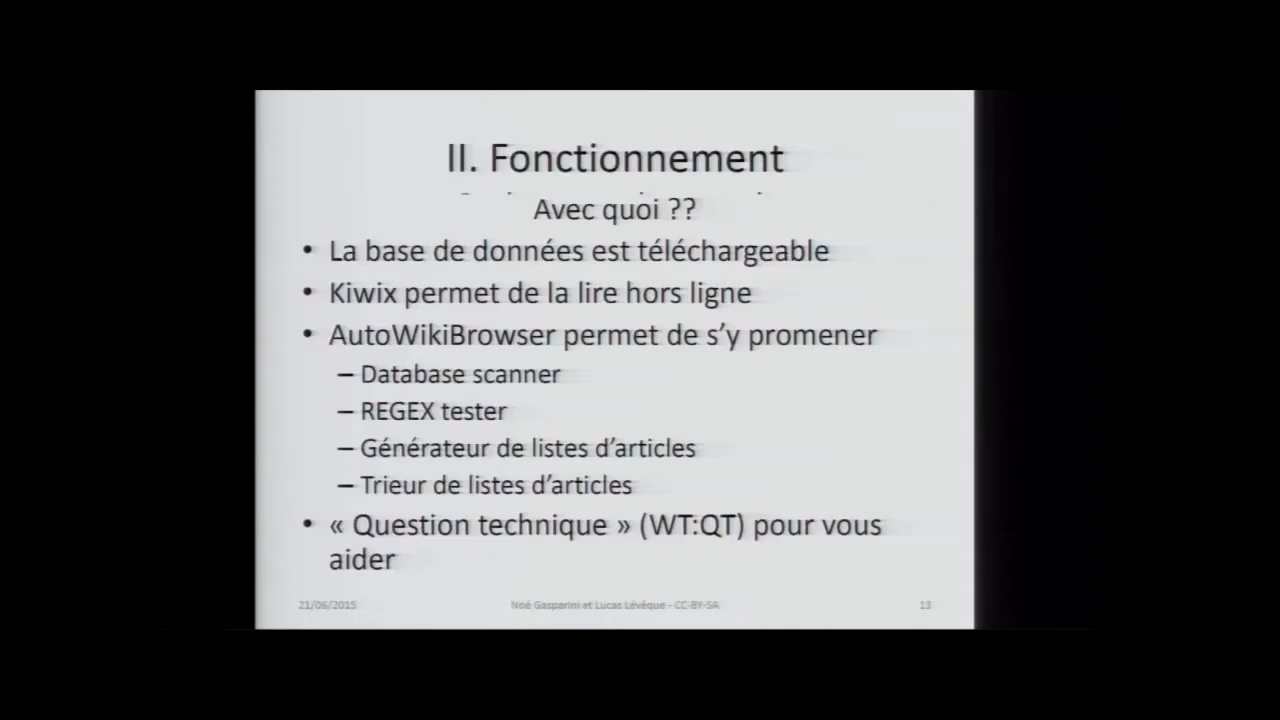 II. Fonctionnement
Avec quoi ??
• La base de données est téléchargeable
• Kiwix permet de la lire hors ligne
• AutoWikiBrowser permet de s’y promener
– Database scanner
– REGEX tester
– Générateur de listes d’articles
– Trieur de listes d’articles
• « Question technique » (WT:QT) pour vous
aider
21/06/2015
Noé Gasparini et Lucas Lévêque - CC-BY-SA
13